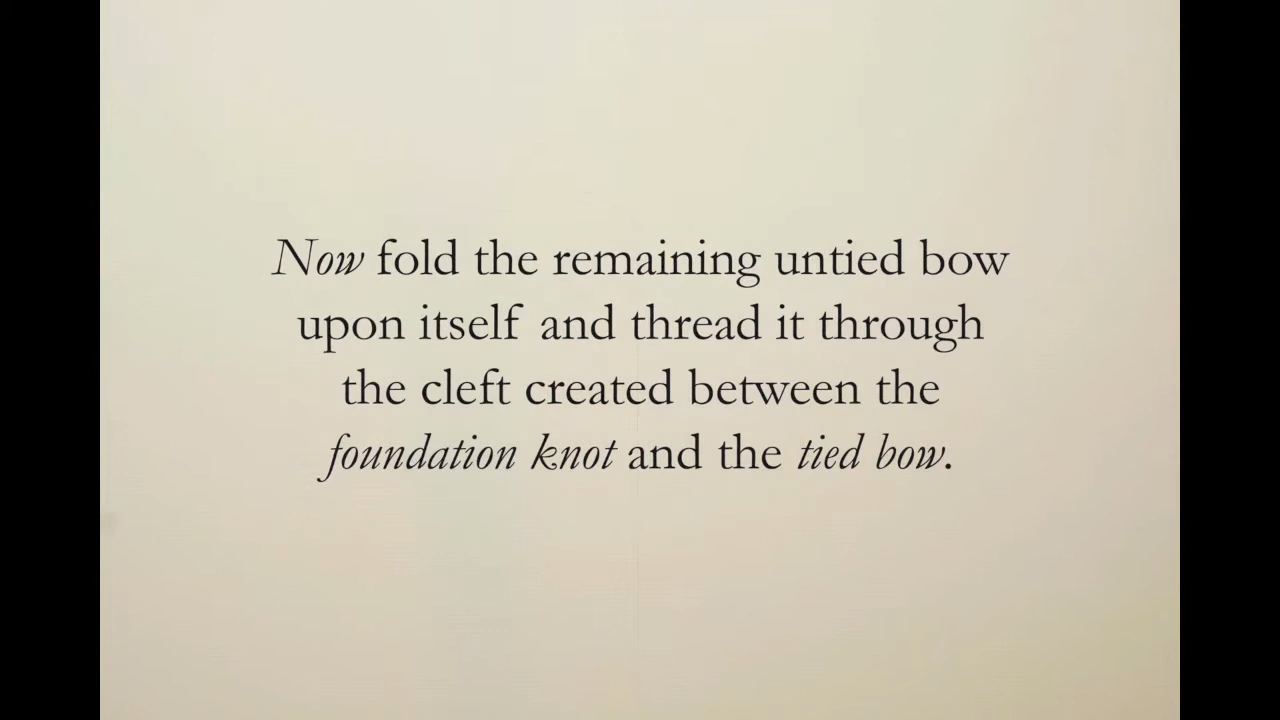 Now fold the remaining untied bow
upon itself and thread it through
the cleft created between the
foundation knot and the tied bow.